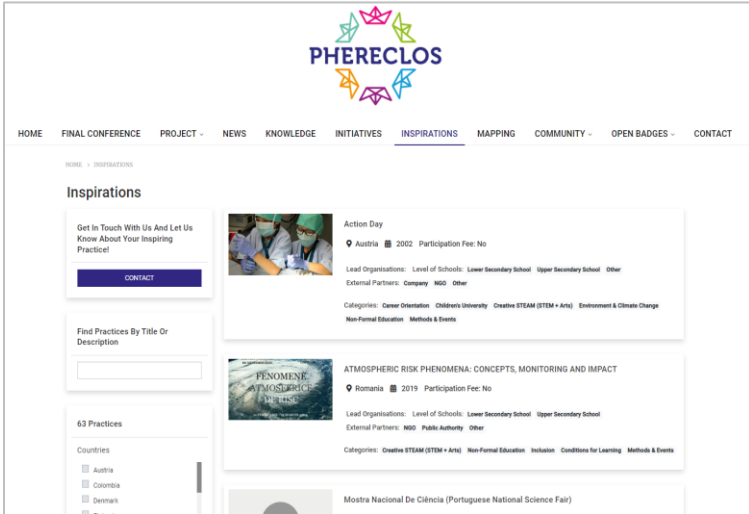 PHERECLOS
HOME FINAL CONFERENCE PROJECT NEWS KNOWLEDGE INITIATIVES INSPIRATIONS MAPPING COMMUNITY OPEN BADGES CONTACT
HOME > INSPIRATIONS
Inspirations
Get In Touch With Us And Let Us
Know About Your Inspiring
Practice!
CONTACT
Find Practices By Title Or
Description
63 Practices
Countries
Austria
Colombia
Denmark
Action Day
Austria 2002 Participation Fee: No
Lead Organisations: Level of Schools: Lower Secondary School Upper Secondary School Other
External Partners: Company NGO Other
Categories: Career Orientation Children's University Creative STEAM (STEM + Arts) Environment & Climate Change
Non-Formal Education Methods & Events
FENOMENE
ATMOSFERICE
ATMOSPHERIC RISK PHENOMENA: CONCEPTS, MONITORING AND IMPACT
Romania 2019 Participation Fee: No
Lead Organisations: Level of Schools: Lower Secondary School Upper Secondary School
External Partners: NGO Public Authority Other
Categories: Creative STEAM (STEM + Arts) Non-Formal Education Inclusion Conditions for Learning Methods & Events
Mostra Nacional De Ciência (Portuguese National Science Fair)